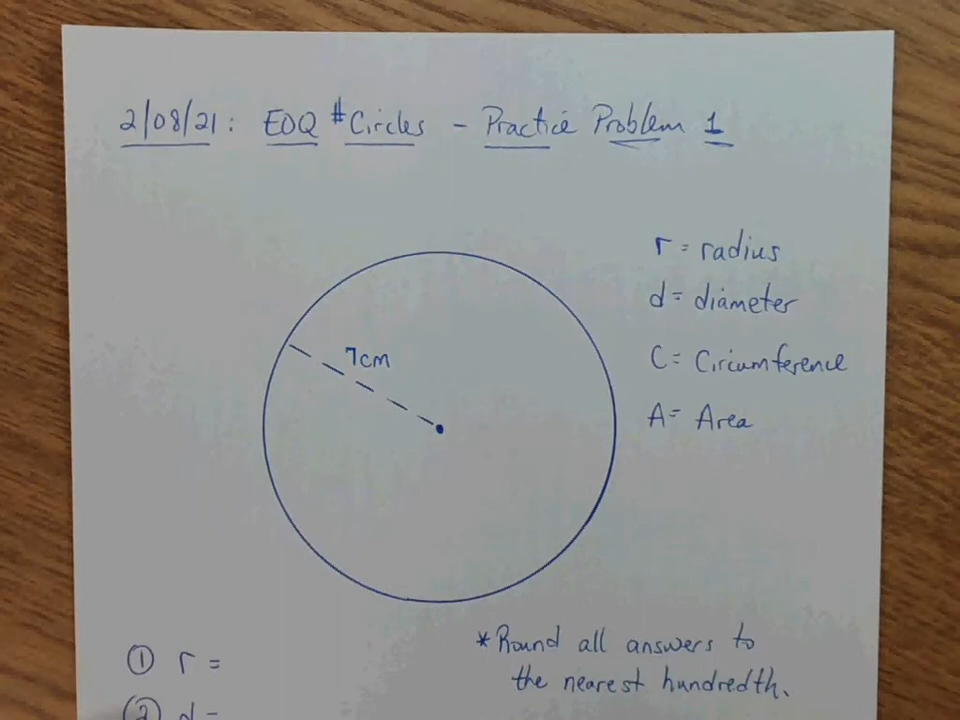 2/08/21: EOQ #Circles - Practice Problem 1
r = radius
d = diameter
7cm
C = Circumference
A = Area
*Round all answers to
the nearest hundredth.
① r =
② d =